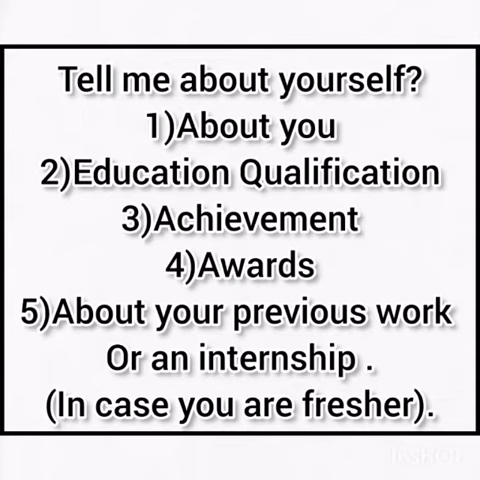 Tell me about yourself?
1)About you
2)Education Qualification
3)Achievement
4)Awards
5)About your previous work
Or an internship .
(In case you are fresher).